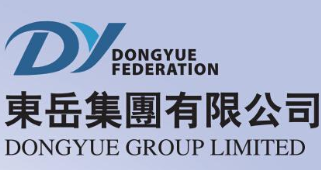 DY DONGYUE
FEDERATION
東岳集團有限公司
DONGYUE GROUP LIMITED